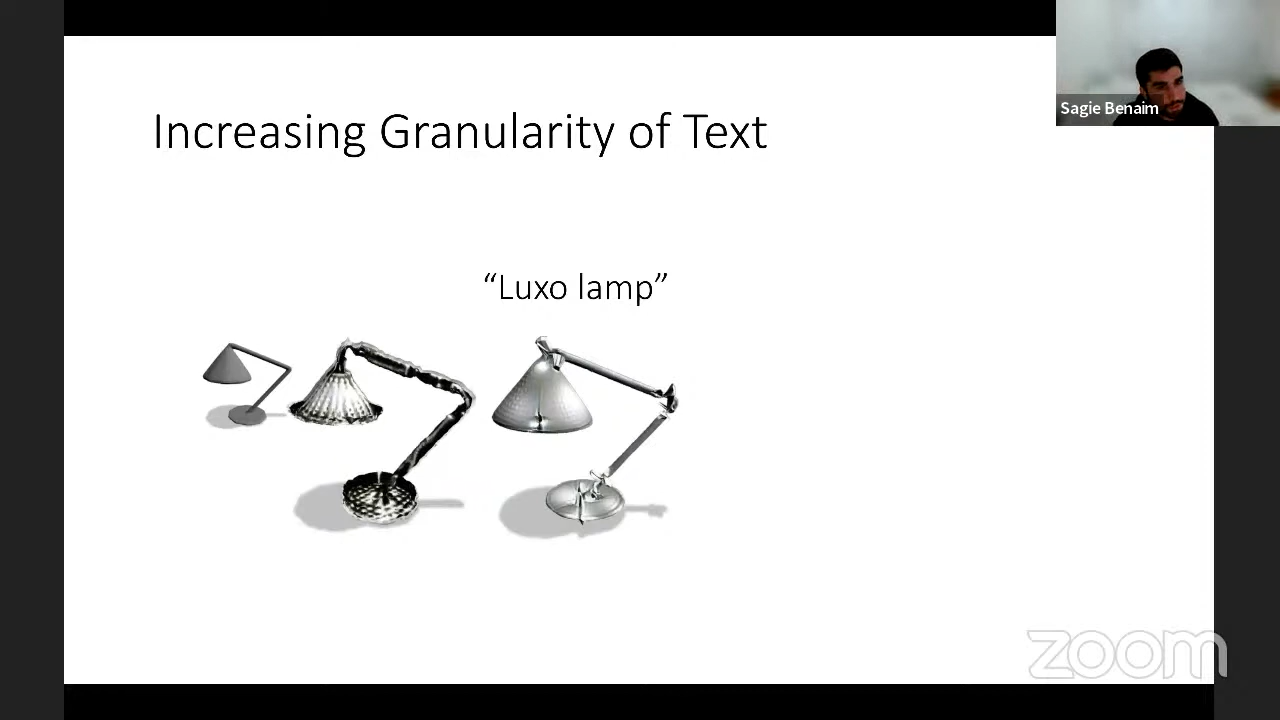 Sagie Benaim
Increasing Granularity of Text
“Luxo lamp”
zoom